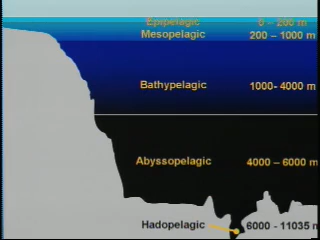 Epipelagic 0 – 200 m
Mesopelagic 200 – 1000 m
Bathypelagic 1000- 4000 m
Abyssopelagic 4000 – 6000 m
Hadopelagic 6000 - 11035 m